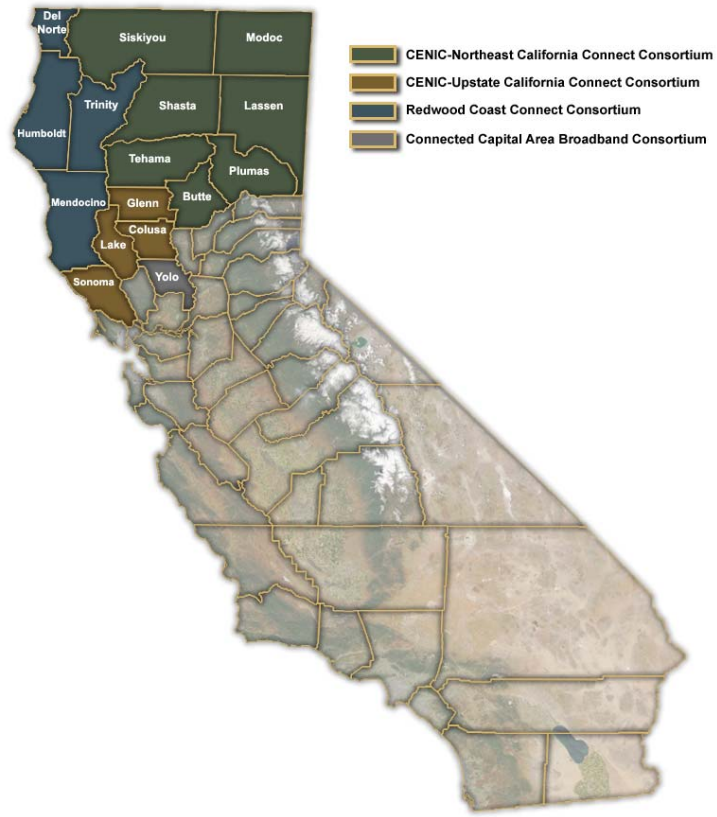 Del
Norte
Siskiyou
Modoc
Humboldt
Trinity
Shasta
Lassen
Tehama
Plumas
Mendocino
Glenn
Butte
Colusa
Lake
Yolo
Sonoma
CENIC-Northeast California Connect Consortium
CENIC-Upstate California Connect Consortium
Redwood Coast Connect Consortium
Connected Capital Area Broadband Consortium